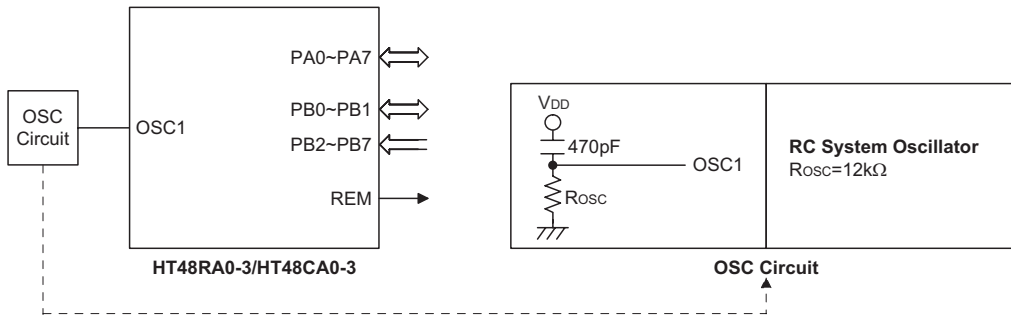 OSC
Circuit
OSC1
PA0~PA7
PB0~PB1
PB2~PB7
REM
HT48RA0-3/HT48CA0-3
VDD
470pF
OSC1
ROSC
RC System Oscillator
ROSC=12kΩ
OSC Circuit